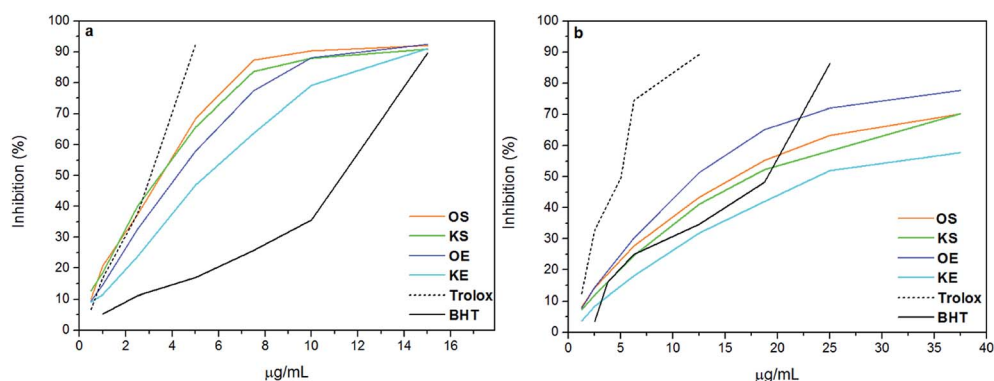 a
100
90
80
70
60
50
40
30
20
10
0
Inhibition (%)
0 2 4 6 8 10 12 14 16
μg/mL
OS
KS
OE
KE
Trolox
BHT
b
100
90
80
70
60
50
40
30
20
10
0
Inhibition (%)
0 5 10 15 20 25 30 35 40
μg/mL
OS
KS
OE
KE
Trolox
BHT